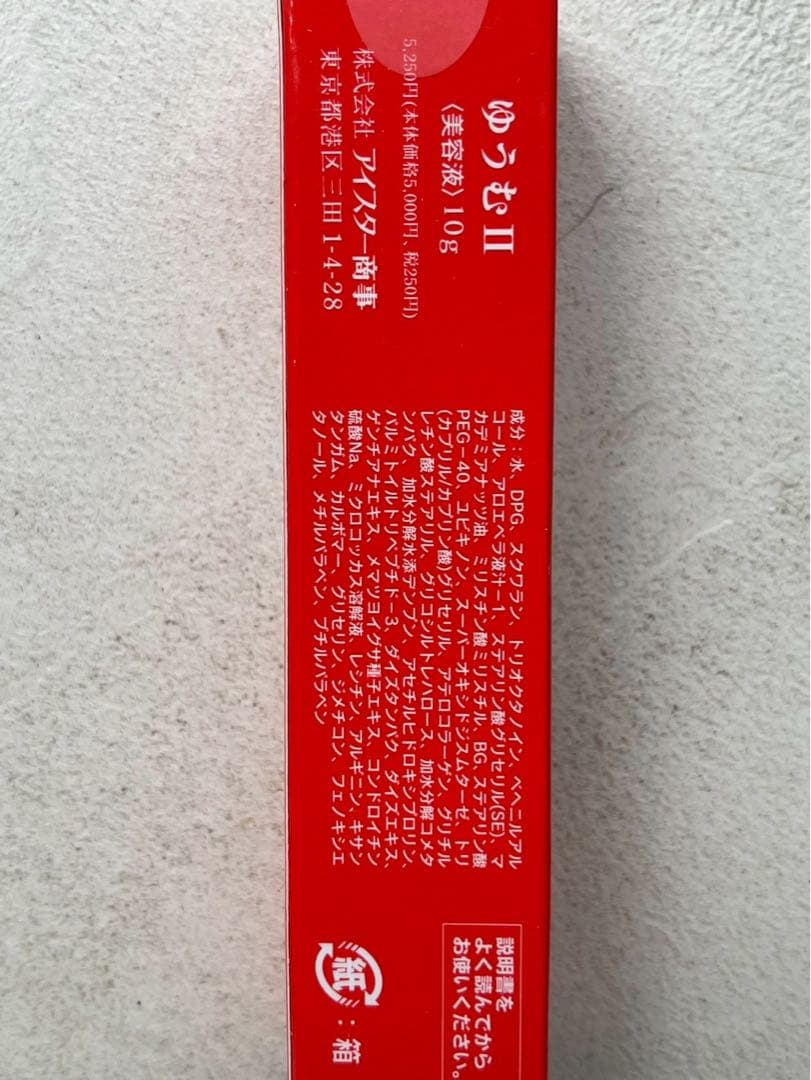 ゆうむⅡ
〈美容液〉10g
5,250円(本体価格5,000円、税250円)
株式会社 アイスター商事
東京都港区三田1-4-28
成分：水、DPG、スクワラン、トリオクタノイン、ベヘニルアル
コール、アロエベラ液汁-1、ステアリン酸グリセリル(SE)、マ
カデミアナッツ油、ミリスチン酸ミリスチル、BG、ステアリン酸
PEG-40、ユビキノン、スーパーオキシドジスムターゼ、トリ
(カプリル/カプリン酸)グリセリル、アテロコラーゲン、グリチル
レチン酸ステアリル、グリコシルトレハロース、加水分解コメタ
ンパク、加水分解水添デンプン、アセチルヒドロキシプロリン、
パルミトイルトリペプチド-3、ダイズタンパク、ダイズエキス、
ゲンチアナエキス、メマツヨイグサ種子エキス、コンドロイチン
硫酸Na、ミクロコッカス溶解液、レシチン、アルギニン、キサン
タンガム、カルボマー、グリセリン、ジメチコン、フェノキシエ
タノール、メチルパラベン、ブチルパラベン
説明書を
よく読んでから
お使いください。
紙：箱